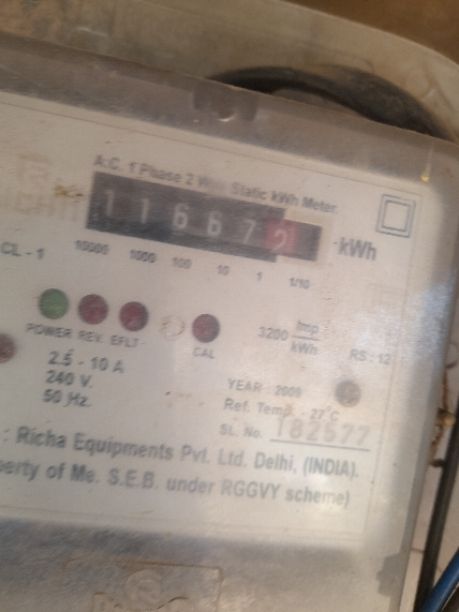 A.C. 1 Phase 2 Static kWh Meter
116672 kWh
CL - 1 10000 1000 100 10 1 1/10
POWER REV. EFLT CAL
3200 Imp/kWh RS : 12
2.5 - 10 A
240 V.
50 Hz.
YEAR : 2009
Ref. Temp. - 27°C
SL. No. 182577
: Richa Equipments Pvt. Ltd. Delhi, (INDIA).
perty of Me. S.E.B. under RGGVY scheme)